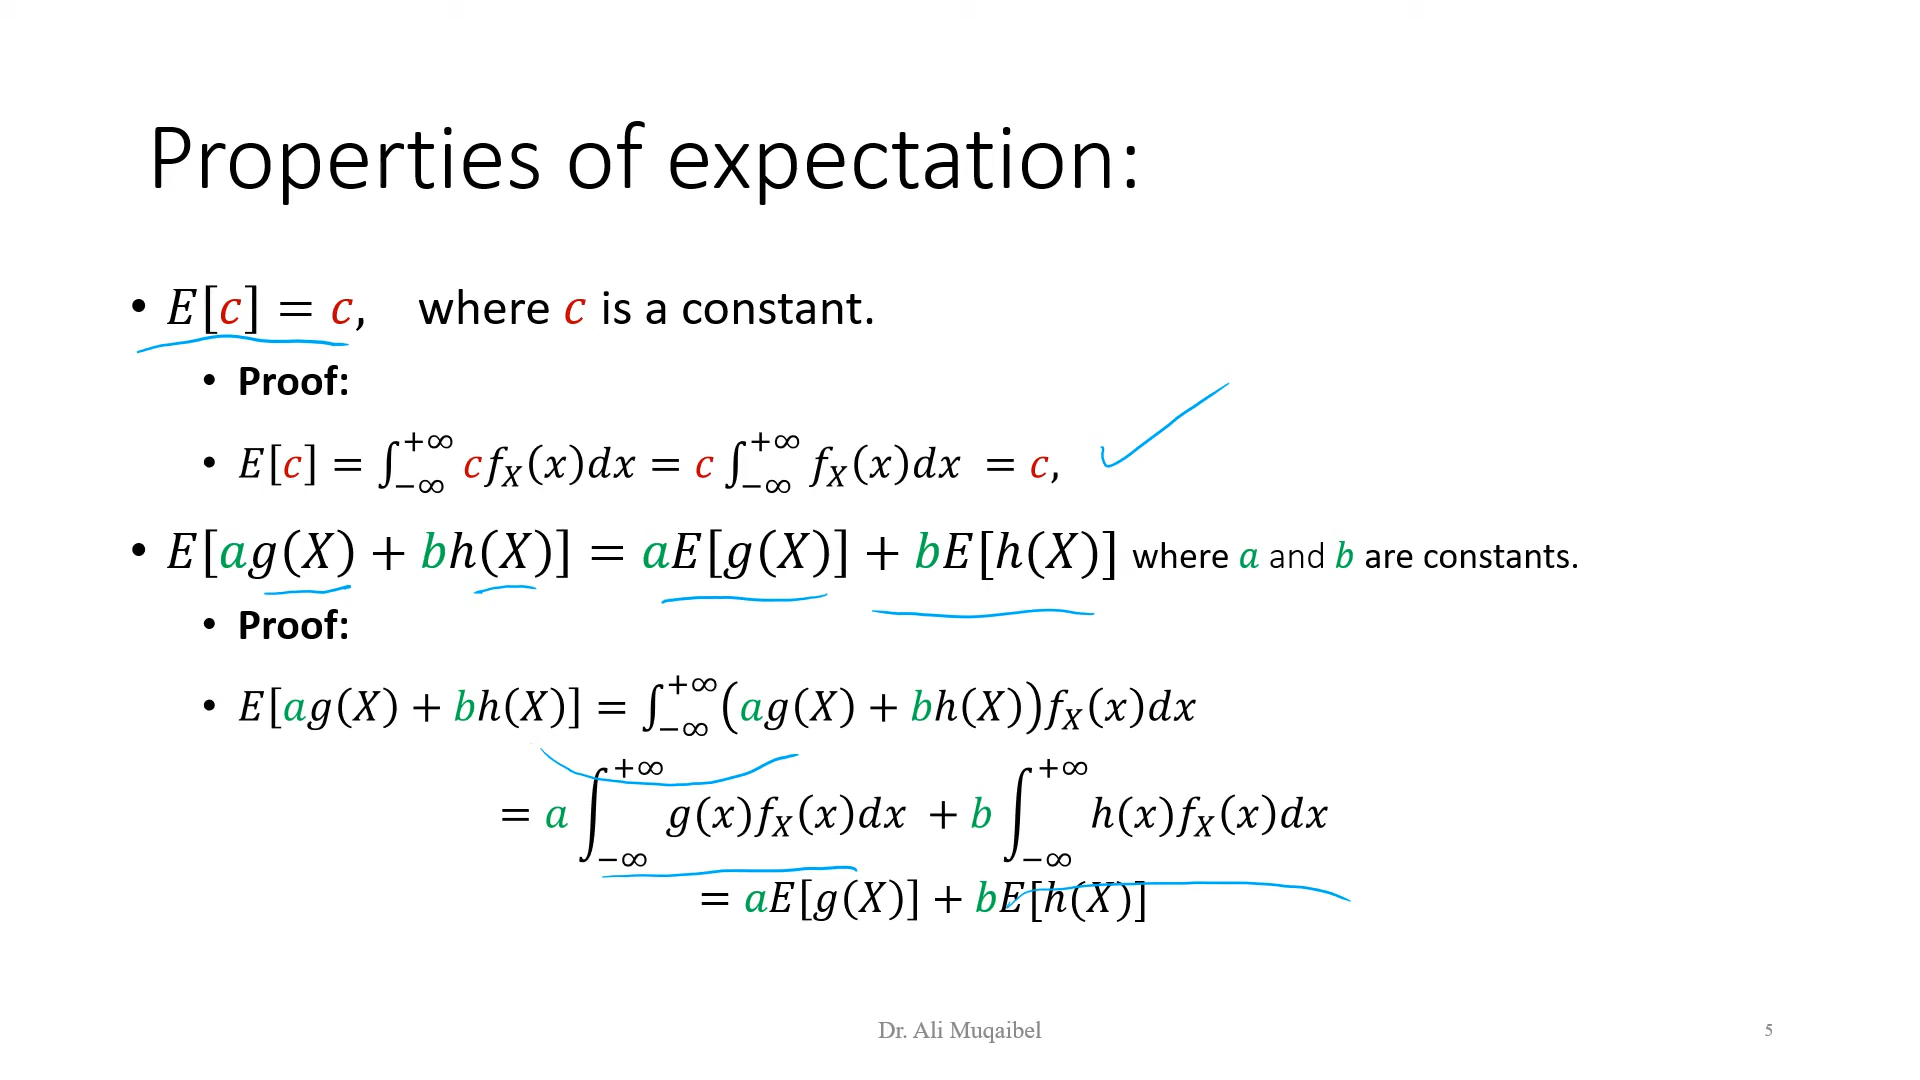 Properties of expectation:
• E[c] = c, where c is a constant.
• Proof:
• E[c] = ∫_{−∞}^{+∞} cf_X(x)dx = c ∫_{−∞}^{+∞} f_X(x)dx = c,
• E[ag(X) + bh(X)] = aE[g(X)] + bE[h(X)] where a and b are constants.
• Proof:
• E[ag(X) + bh(X)] = ∫_{−∞}^{+∞} (ag(X) + bh(X))f_X(x)dx
= a ∫_{−∞}^{+∞} g(x)f_X(x)dx + b ∫_{−∞}^{+∞} h(x)f_X(x)dx
= aE[g(X)] + bE[h(X)]
Dr. Ali Muqaibel
5